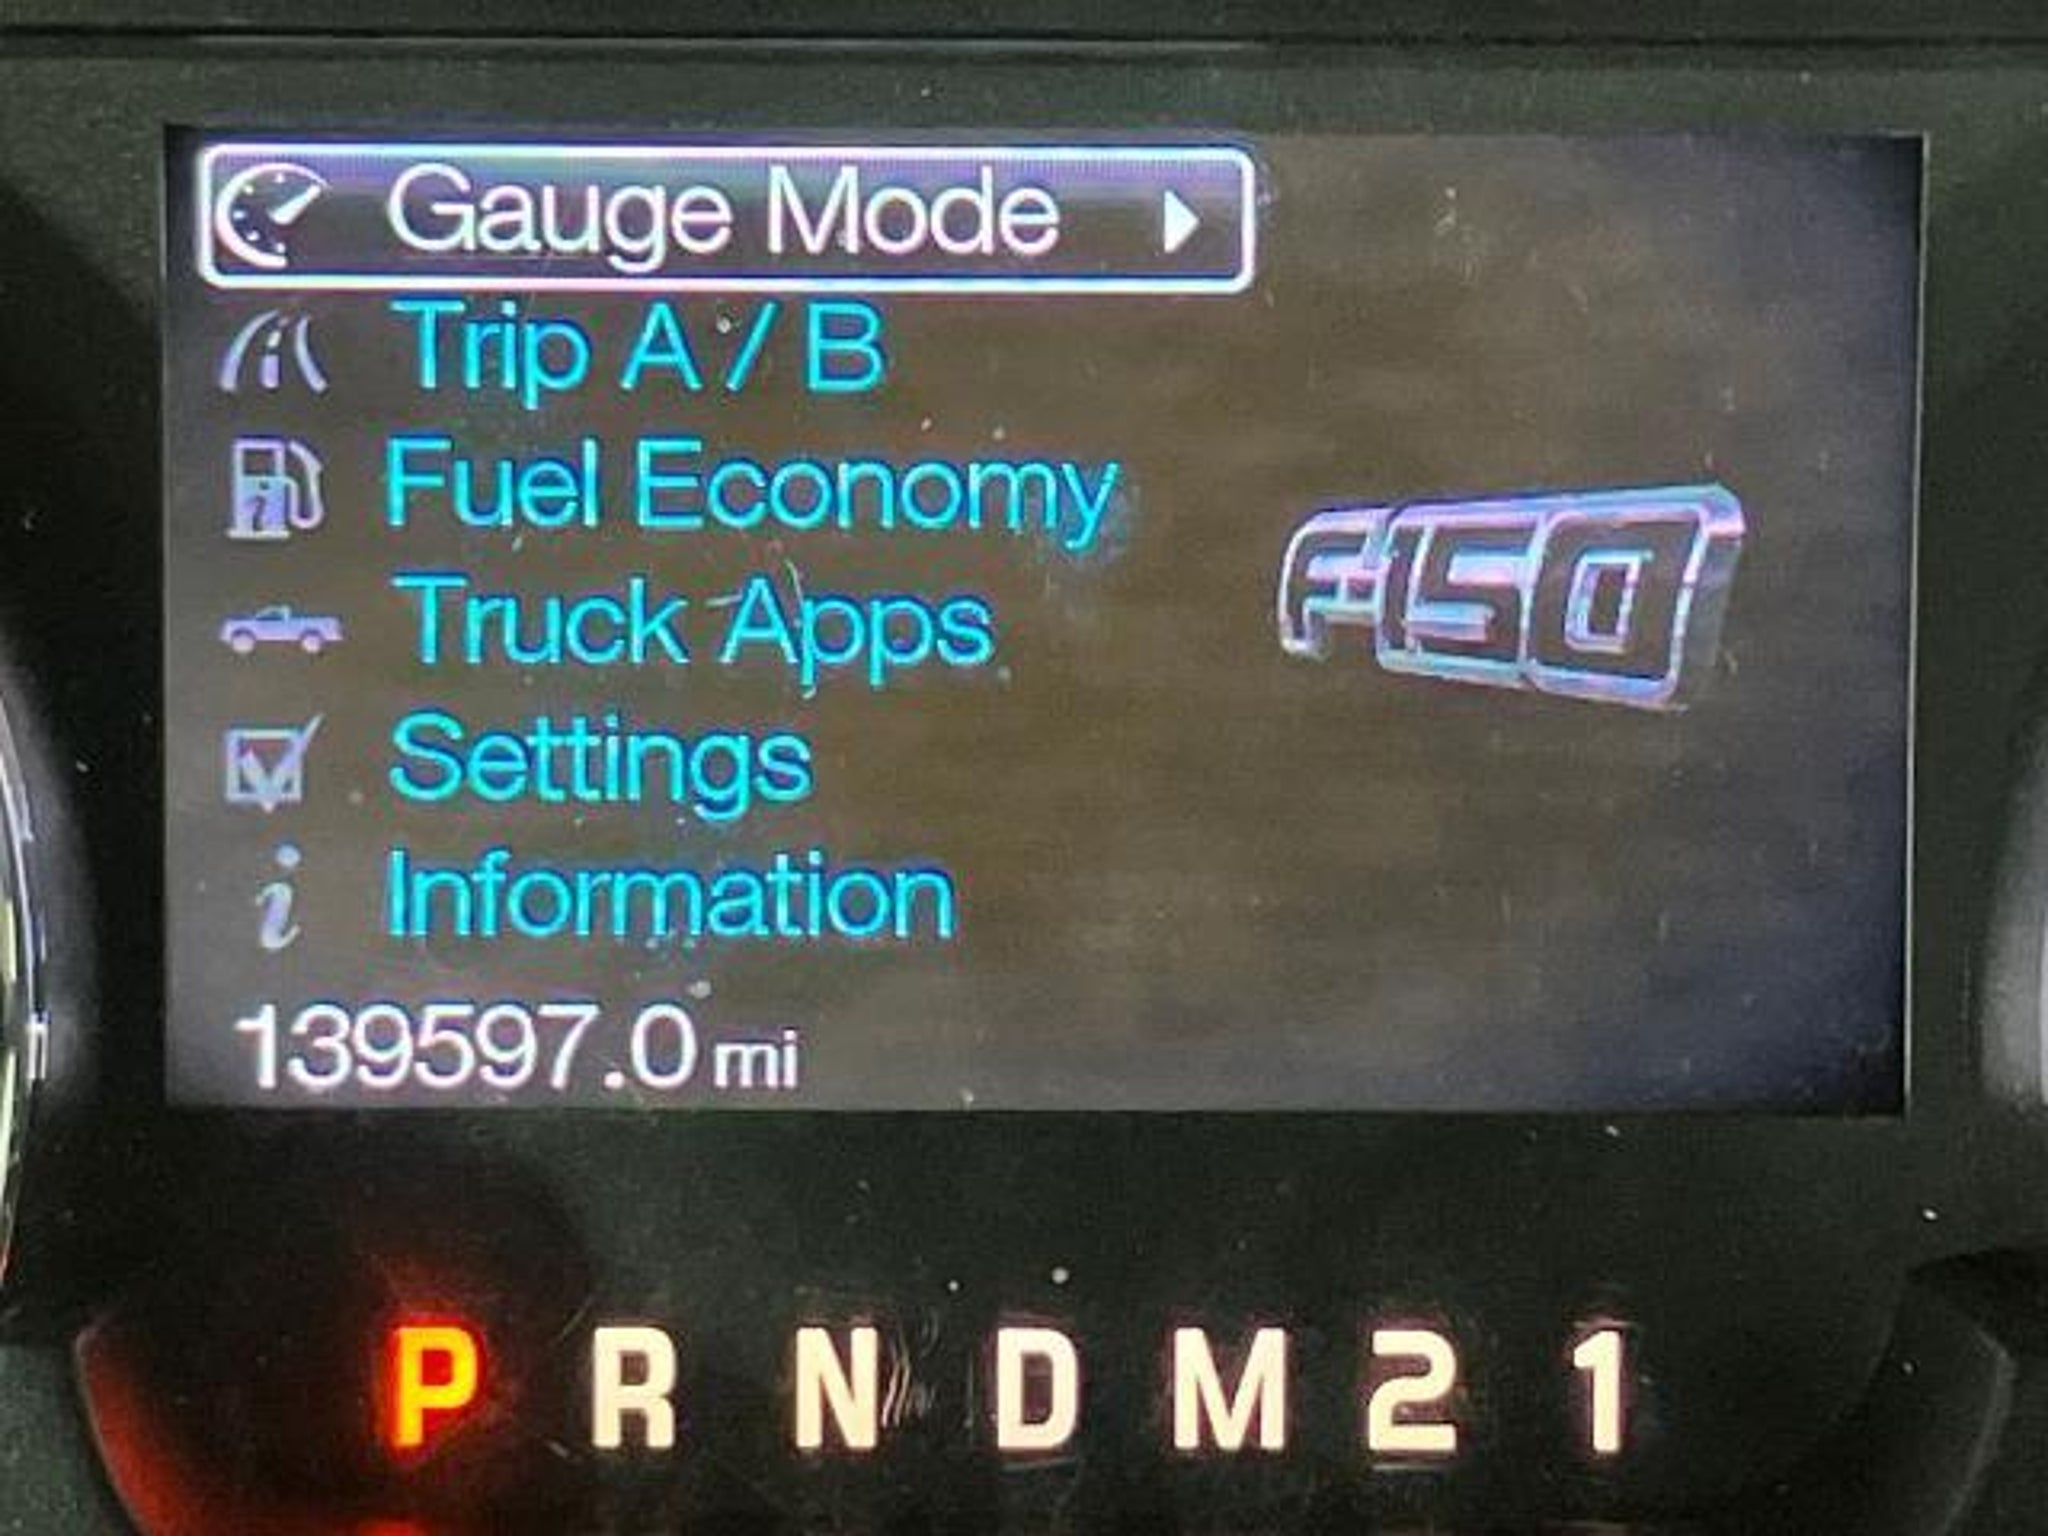 Gauge Mode
Trip A / B
Fuel Economy
Truck Apps
Settings
Information
F-150
139597.0 mi
P R N D M 2 1